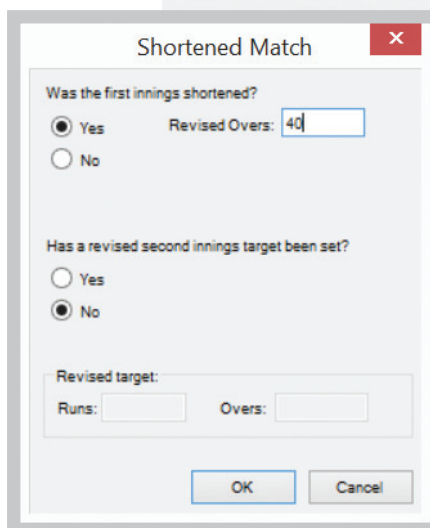 Shortened Match
Was the first innings shortened?
Yes Revised Overs: 40
No
Has a revised second innings target been set?
Yes
No
Revised target:
Runs: Overs:
OK Cancel